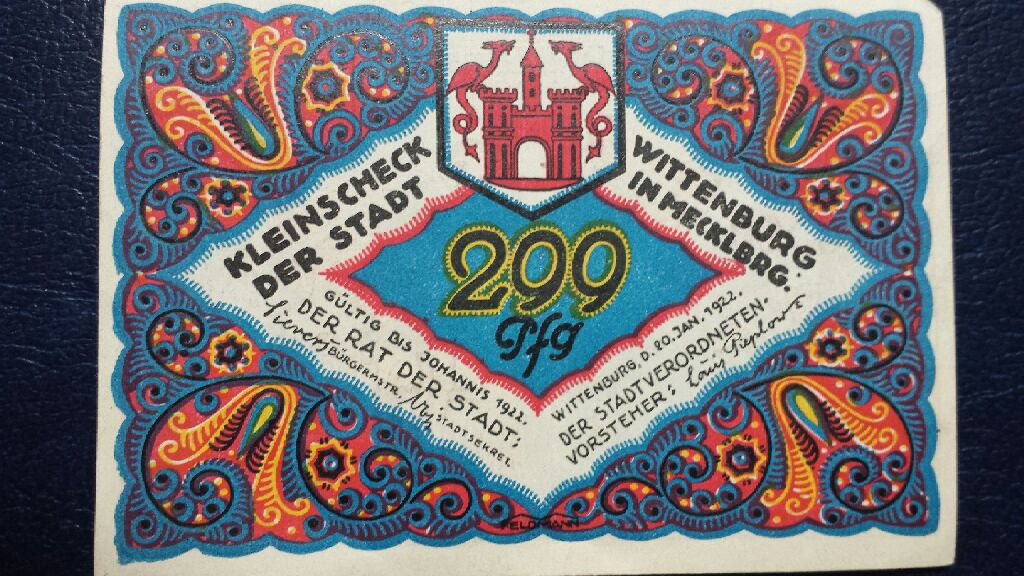 KLEINSCHECK
DER STADT
WITTENBURG
IN MECKLBRG.
299
Pfg
GÜLTIG BIS JOHANNIS 1922.
DER RAT DER STADT:
BÜRGERMSTR
STADTSEKRET.
WITTENBURG, D. 20. JAN. 1922.
DER STADTVERORDNETEN-
VORSTEHER:
FELDMANN